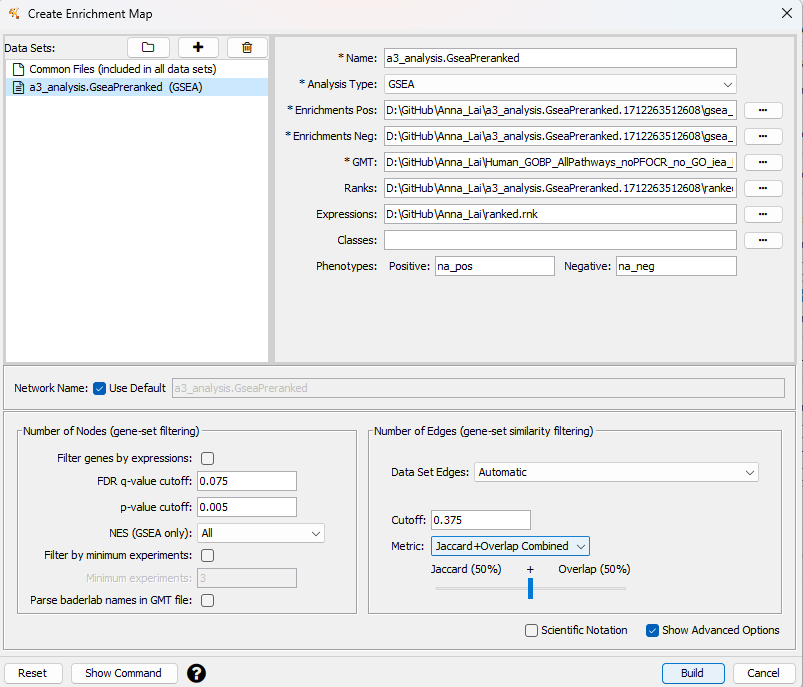 Create Enrichment Map
Data Sets:
Common Files (included in all data sets)
a3_analysis.GseaPreranked (GSEA)
* Name: a3_analysis.GseaPreranked
* Analysis Type: GSEA
* Enrichments Pos: D:\GitHub\Anna_Lai\a3_analysis.GseaPreranked.1712263512608\gsea_
* Enrichments Neg: D:\GitHub\Anna_Lai\a3_analysis.GseaPreranked.1712263512608\gsea_
* GMT: D:\GitHub\Anna_Lai\Human_GOBP_AllPathways_noPFOCR_no_GO_iea_
Ranks: D:\GitHub\Anna_Lai\a3_analysis.GseaPreranked.1712263512608\ranked
Expressions: D:\GitHub\Anna_Lai\ranked.rnk
Classes:
Phenotypes: Positive: na_pos Negative: na_neg
Network Name: Use Default a3_analysis.GseaPreranked
Number of Nodes (gene-set filtering)
Filter genes by expressions:
FDR q-value cutoff: 0.075
p-value cutoff: 0.005
NES (GSEA only): All
Filter by minimum experiments:
Minimum experiments: 3
Parse baderlab names in GMT file:
Number of Edges (gene-set similarity filtering)
Data Set Edges: Automatic
Cutoff: 0.375
Metric: Jaccard+Overlap Combined
Jaccard (50%) + Overlap (50%)
Scientific Notation Show Advanced Options
Reset Show Command ? Build Cancel